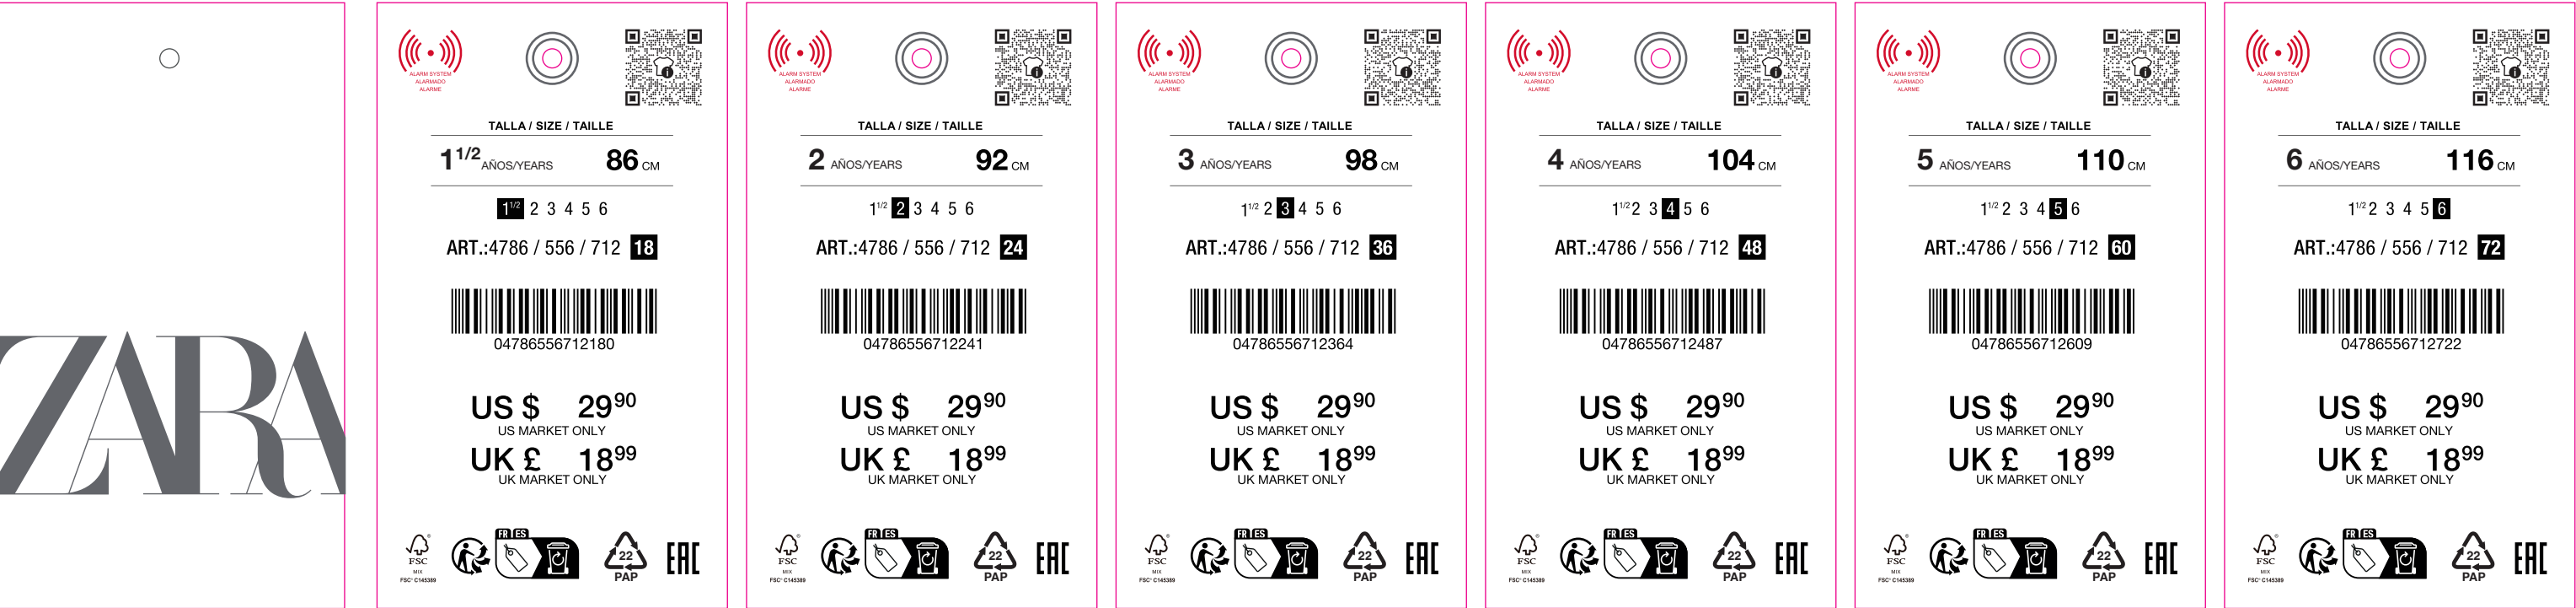 ZARA
ALARM SYSTEM
ALARMADO
ALARME
TALLA / SIZE / TAILLE
1 1/2 AÑOS/YEARS 86 CM
1 1/2 2 3 4 5 6
ART.:4786 / 556 / 712 18
04786556712180
US $ 29 90
US MARKET ONLY
UK £ 18 99
UK MARKET ONLY
FSC®
MIX
FSC® C145389
FR ES
22
PAP
EAC
ALARM SYSTEM
ALARMADO
ALARME
TALLA / SIZE / TAILLE
2 AÑOS/YEARS 92 CM
1 1/2 2 3 4 5 6
ART.:4786 / 556 / 712 24
04786556712241
US $ 29 90
US MARKET ONLY
UK £ 18 99
UK MARKET ONLY
FSC®
MIX
FSC® C145389
FR ES
22
PAP
EAC
ALARM SYSTEM
ALARMADO
ALARME
TALLA / SIZE / TAILLE
3 AÑOS/YEARS 98 CM
1 1/2 2 3 4 5 6
ART.:4786 / 556 / 712 36
04786556712364
US $ 29 90
US MARKET ONLY
UK £ 18 99
UK MARKET ONLY
FSC®
MIX
FSC® C145389
FR ES
22
PAP
EAC
ALARM SYSTEM
ALARMADO
ALARME
TALLA / SIZE / TAILLE
4 AÑOS/YEARS 104 CM
1 1/2 2 3 4 5 6
ART.:4786 / 556 / 712 48
04786556712487
US $ 29 90
US MARKET ONLY
UK £ 18 99
UK MARKET ONLY
FSC®
MIX
FSC® C145389
FR ES
22
PAP
EAC
ALARM SYSTEM
ALARMADO
ALARME
TALLA / SIZE / TAILLE
5 AÑOS/YEARS 110 CM
1 1/2 2 3 4 5 6
ART.:4786 / 556 / 712 60
04786556712609
US $ 29 90
US MARKET ONLY
UK £ 18 99
UK MARKET ONLY
FSC®
MIX
FSC® C145389
FR ES
22
PAP
EAC
ALARM SYSTEM
ALARMADO
ALARME
TALLA / SIZE / TAILLE
6 AÑOS/YEARS 116 CM
1 1/2 2 3 4 5 6
ART.:4786 / 556 / 712 72
04786556712722
US $ 29 90
US MARKET ONLY
UK £ 18 99
UK MARKET ONLY
FSC®
MIX
FSC® C145389
FR ES
22
PAP
EAC